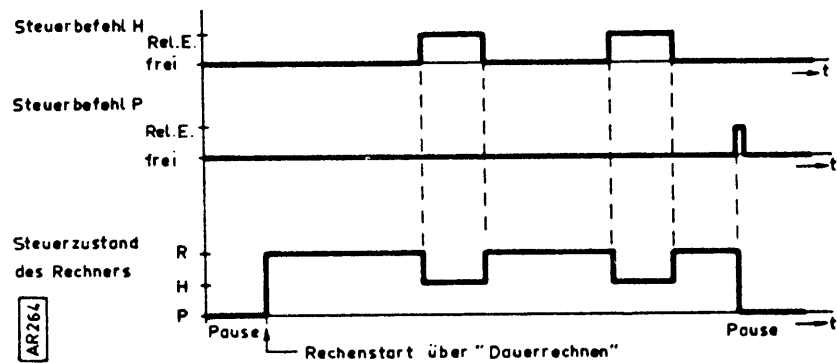 Steuerbefehl H
Rel.E.
frei
t
Steuerbefehl P
Rel.E.
frei
t
Steuerzustand
des Rechners
R
H
P
t
Pause
Pause
Rechenstart über "Dauerrechnen"
AR264